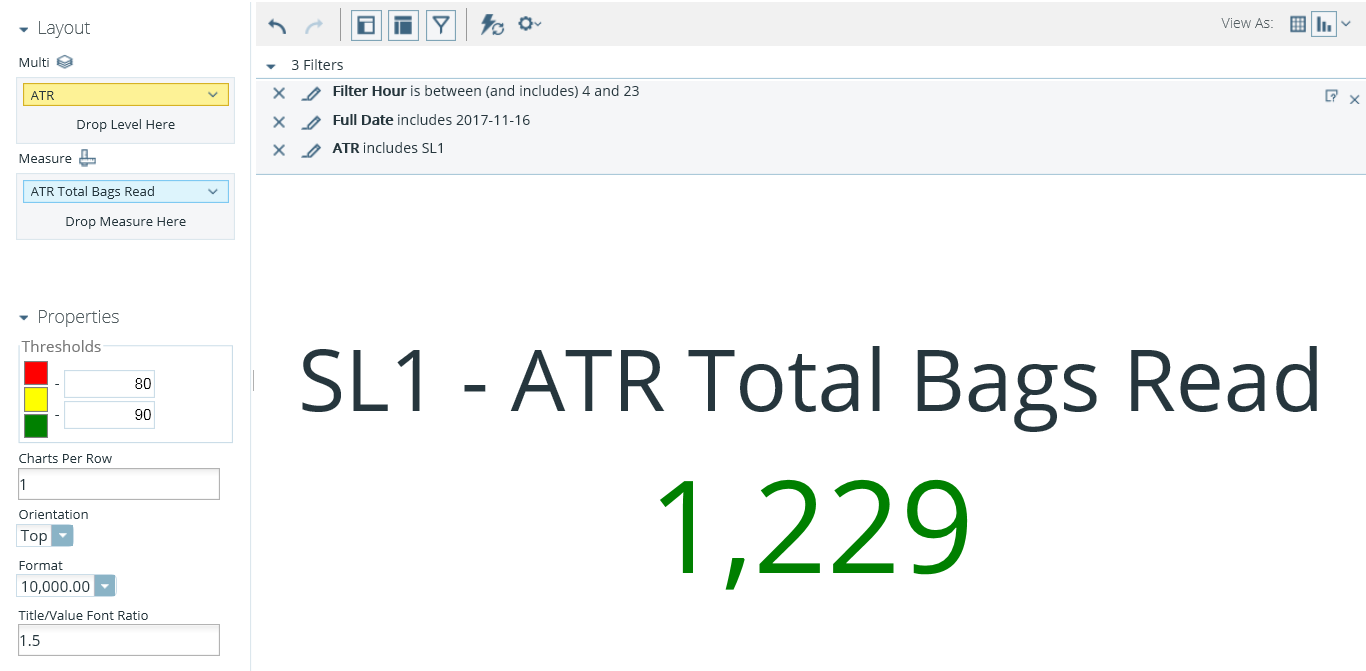 Layout
Multi
ATR
Drop Level Here
Measure
ATR Total Bags Read
Drop Measure Here
Properties
Thresholds
- 80
- 90
Charts Per Row
1
Orientation
Top
Format
10,000.00
Title/Value Font Ratio
1.5
View As:
3 Filters
Filter Hour is between (and includes) 4 and 23
Full Date includes 2017-11-16
ATR includes SL1
SL1 - ATR Total Bags Read
1,229